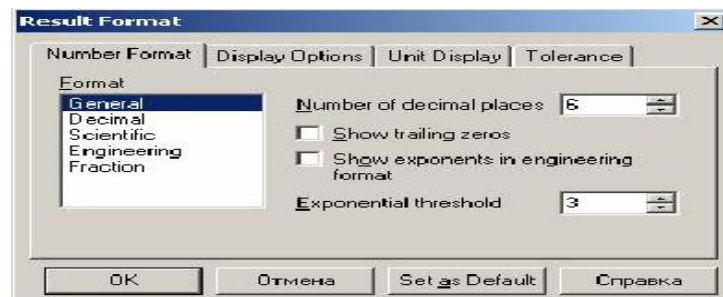 Result Format
Number Format Display Options Unit Display Tolerance
Format
General
Decimal
Scientific
Engineering
Fraction
Number of decimal places 6
Show trailing zeros
Show exponents in engineering
format
Exponential threshold 3
OK Отмена Set as Default Справка